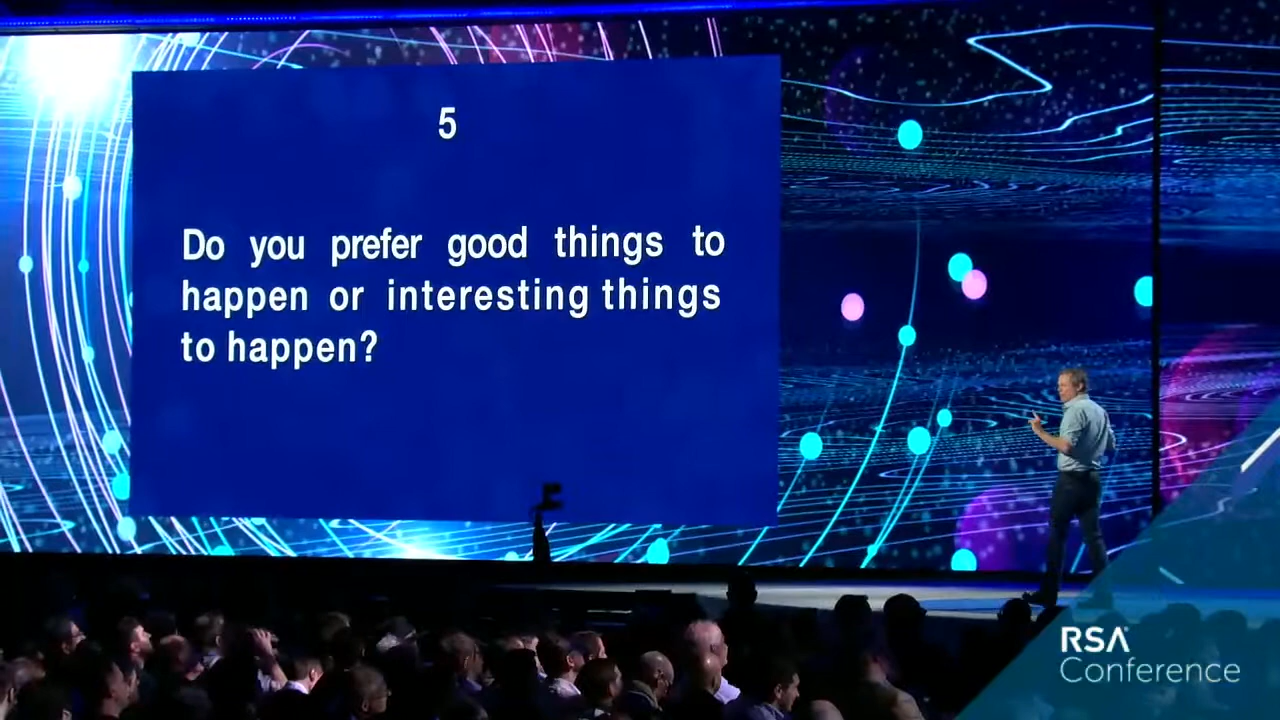 5
Do you prefer good things to
happen or interesting things
to happen?
RSA
Conference